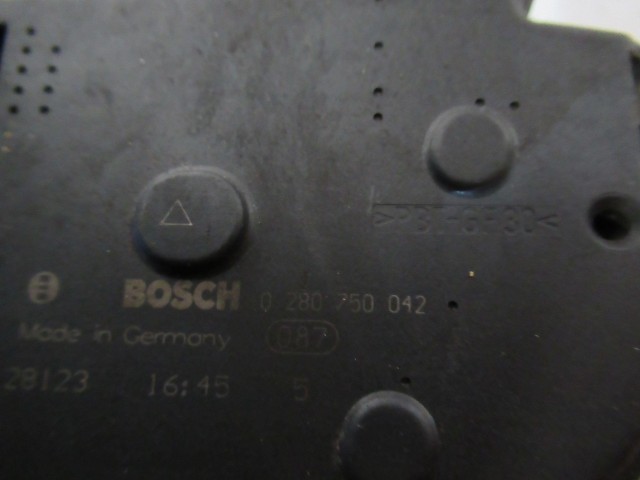 >PBT-GF30<
BOSCH 0 280 750 042
Made in Germany 087
28123 16:45 5